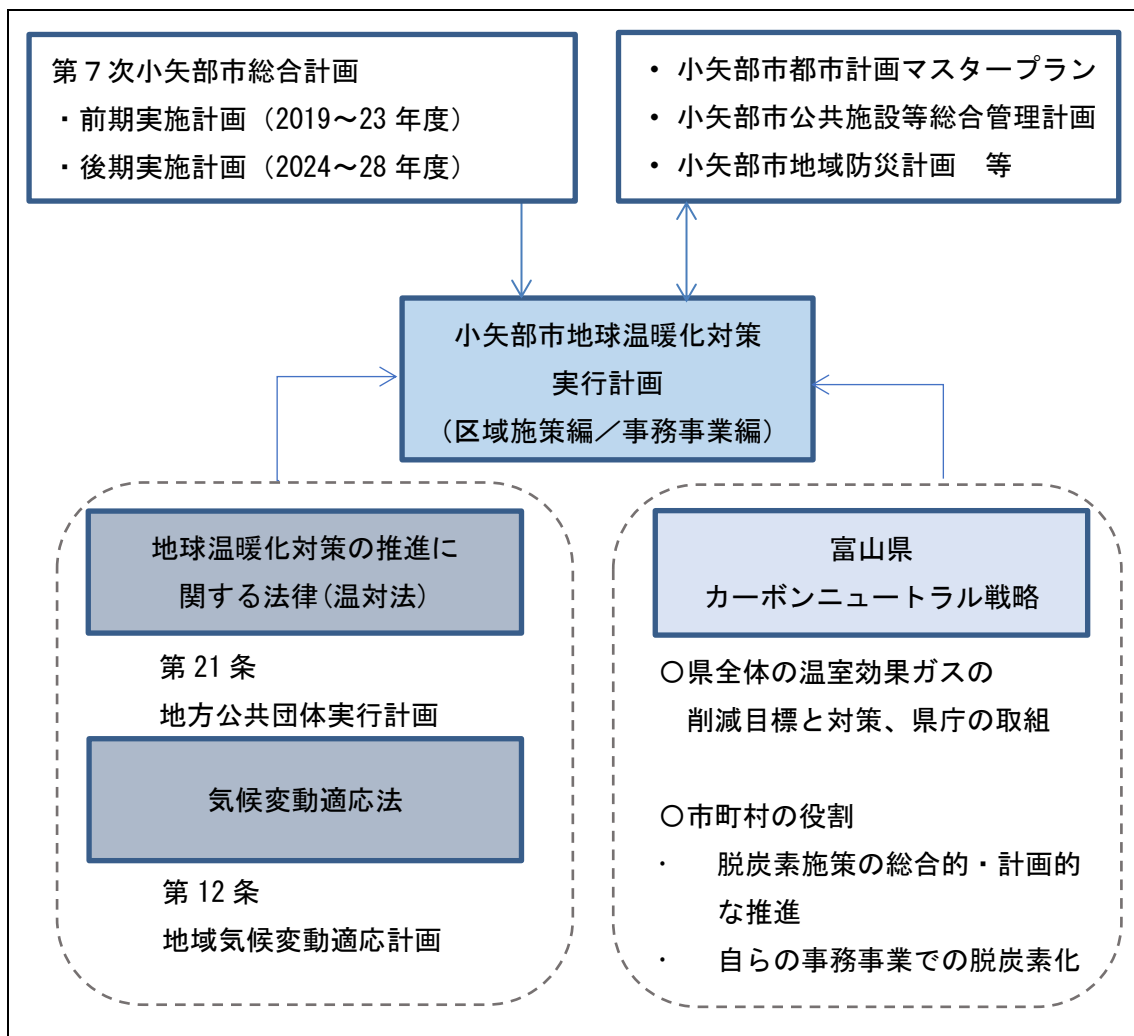 第７次小矢部市総合計画
・前期実施計画（2019～23 年度）
・後期実施計画（2024～28 年度）
• 小矢部市都市計画マスタープラン
• 小矢部市公共施設等総合管理計画
• 小矢部市地域防災計画　等
小矢部市地球温暖化対策
実行計画
（区域施策編／事務事業編）
地球温暖化対策の推進に
関する法律(温対法)
第 21 条
地方公共団体実行計画
気候変動適応法
第 12 条
地域気候変動適応計画
富山県
カーボンニュートラル戦略
〇県全体の温室効果ガスの
削減目標と対策、県庁の取組
〇市町村の役割
・ 脱炭素施策の総合的・計画的
な推進
・ 自らの事務事業での脱炭素化